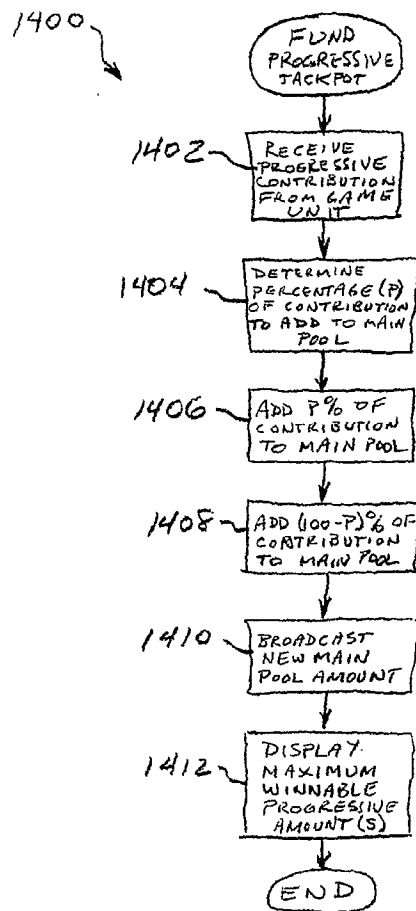 1400
FUND
PROGRESSIVE
JACKPOT
1402
RECEIVE
PROGRESSIVE
CONTRIBUTION
FROM GAME
UNIT
1404
DETERMINE
PERCENTAGE (P)
OF CONTRIBUTION
TO ADD TO MAIN
POOL
1406
ADD P% OF
CONTRIBUTION
TO MAIN POOL
1408
ADD (100-P)% OF
CONTRIBUTION
TO MAIN POOL
1410
BROADCAST
NEW MAIN
POOL AMOUNT
1412
DISPLAY
MAXIMUM
WINNABLE
PROGRESSIVE
AMOUNT(S)
END